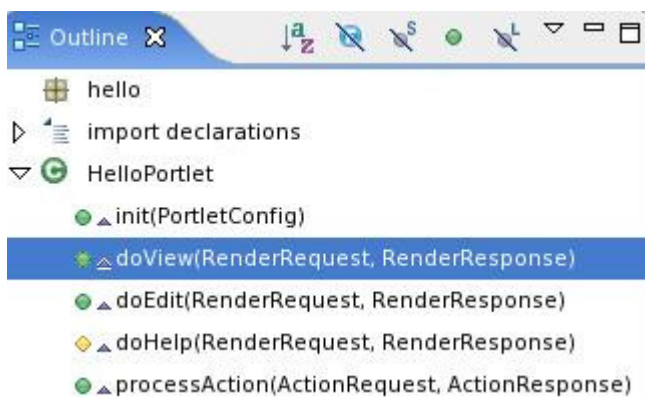 Outline
hello
import declarations
HelloPortlet
init(PortletConfig)
doView(RenderRequest, RenderResponse)
doEdit(RenderRequest, RenderResponse)
doHelp(RenderRequest, RenderResponse)
processAction(ActionRequest, ActionResponse)